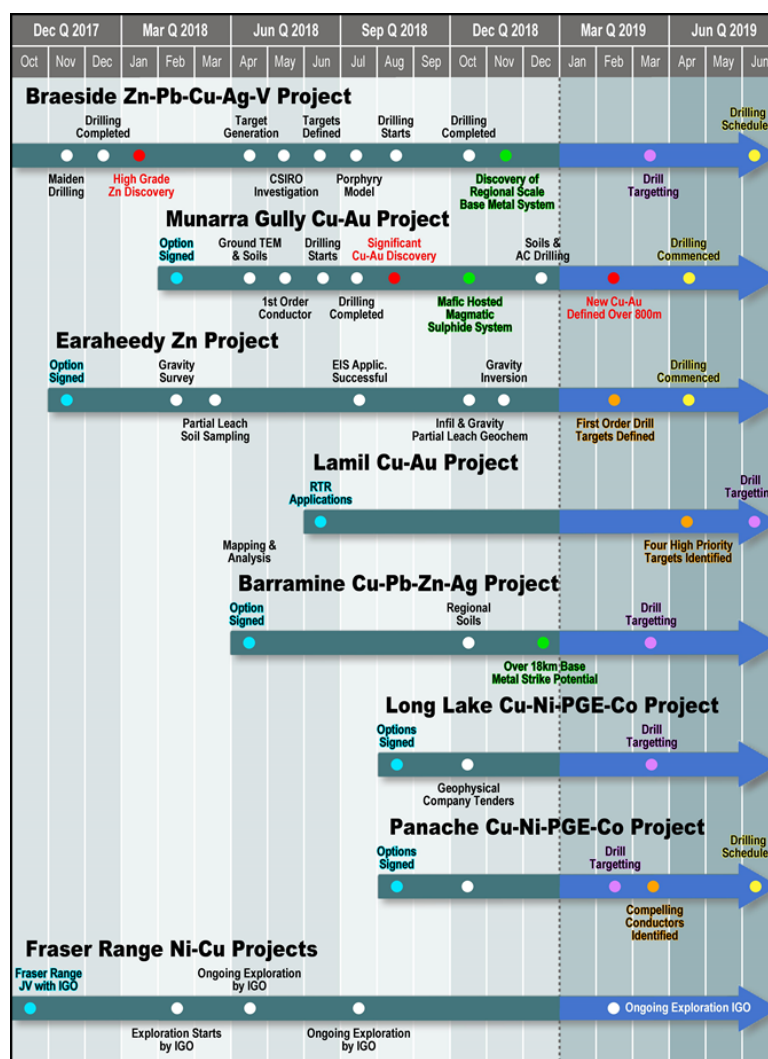 Dec Q 2017 Mar Q 2018 Jun Q 2018 Sep Q 2018 Dec Q 2018 Mar Q 2019 Jun Q 2019
Oct Nov Dec Jan Feb Mar Apr May Jun Jul Aug Sep Oct Nov Dec Jan Feb Mar Apr May Jun
Braeside Zn-Pb-Cu-Ag-V Project
Drilling
Completed
Target
Generation
Targets
Defined
Drilling
Starts
Drilling
Completed
Drilling
Schedule
Maiden
Drilling
High Grade
Zn Discovery
CSIRO
Investigation
Porphyry
Model
Discovery of
Regional Scale
Base Metal System
Drill
Targetting
Munarra Gully Cu-Au Project
Option
Signed
Ground TEM
& Soils
Drilling
Starts
Significant
Cu-Au Discovery
Soils &
AC Drilling
Drilling
Commenced
1st Order
Conductor
Drilling
Completed
Mafic Hosted
Magmatic
Sulphide System
New Cu-Au
Defined Over 800m
Earaheedy Zn Project
Option
Signed
Gravity
Survey
EIS Applic.
Successful
Gravity
Inversion
Drilling
Commenced
Partial Leach
Soil Sampling
Infil & Gravity
Partial Leach Geochem
First Order Drill
Targets Defined
Lamil Cu-Au Project
RTR
Applications
Drill
Targettin
Mapping &
Analysis
Four High Priority
Targets Identified
Barramine Cu-Pb-Zn-Ag Project
Option
Signed
Regional
Soils
Drill
Targetting
Over 18km Base
Metal Strike Potential
Long Lake Cu-Ni-PGE-Co Project
Options
Signed
Drill
Targetting
Geophysical
Company Tenders
Panache Cu-Ni-PGE-Co Project
Options
Signed
Drill
Targetting
Drilling
Schedule
Compelling
Conductors
Identified
Fraser Range Ni-Cu Projects
Fraser Range
JV with IGO
Ongoing Exploration
by IGO
Ongoing Exploration IGO
Exploration Starts
by IGO
Ongoing Exploration
by IGO